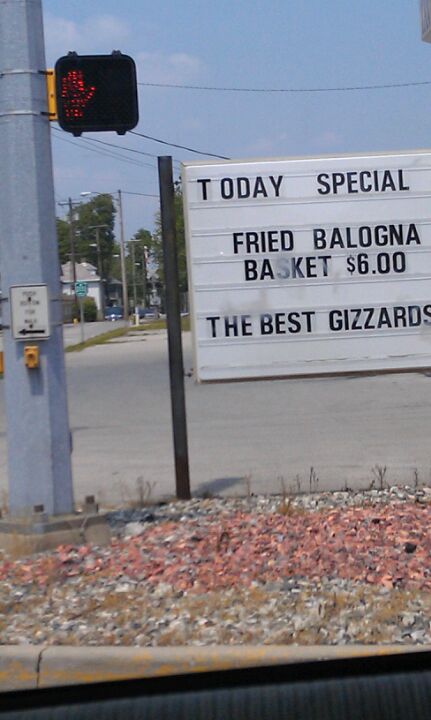 TODAY SPECIAL
FRIED BALOGNA
BASKET $6.00
THE BEST GIZZARDS